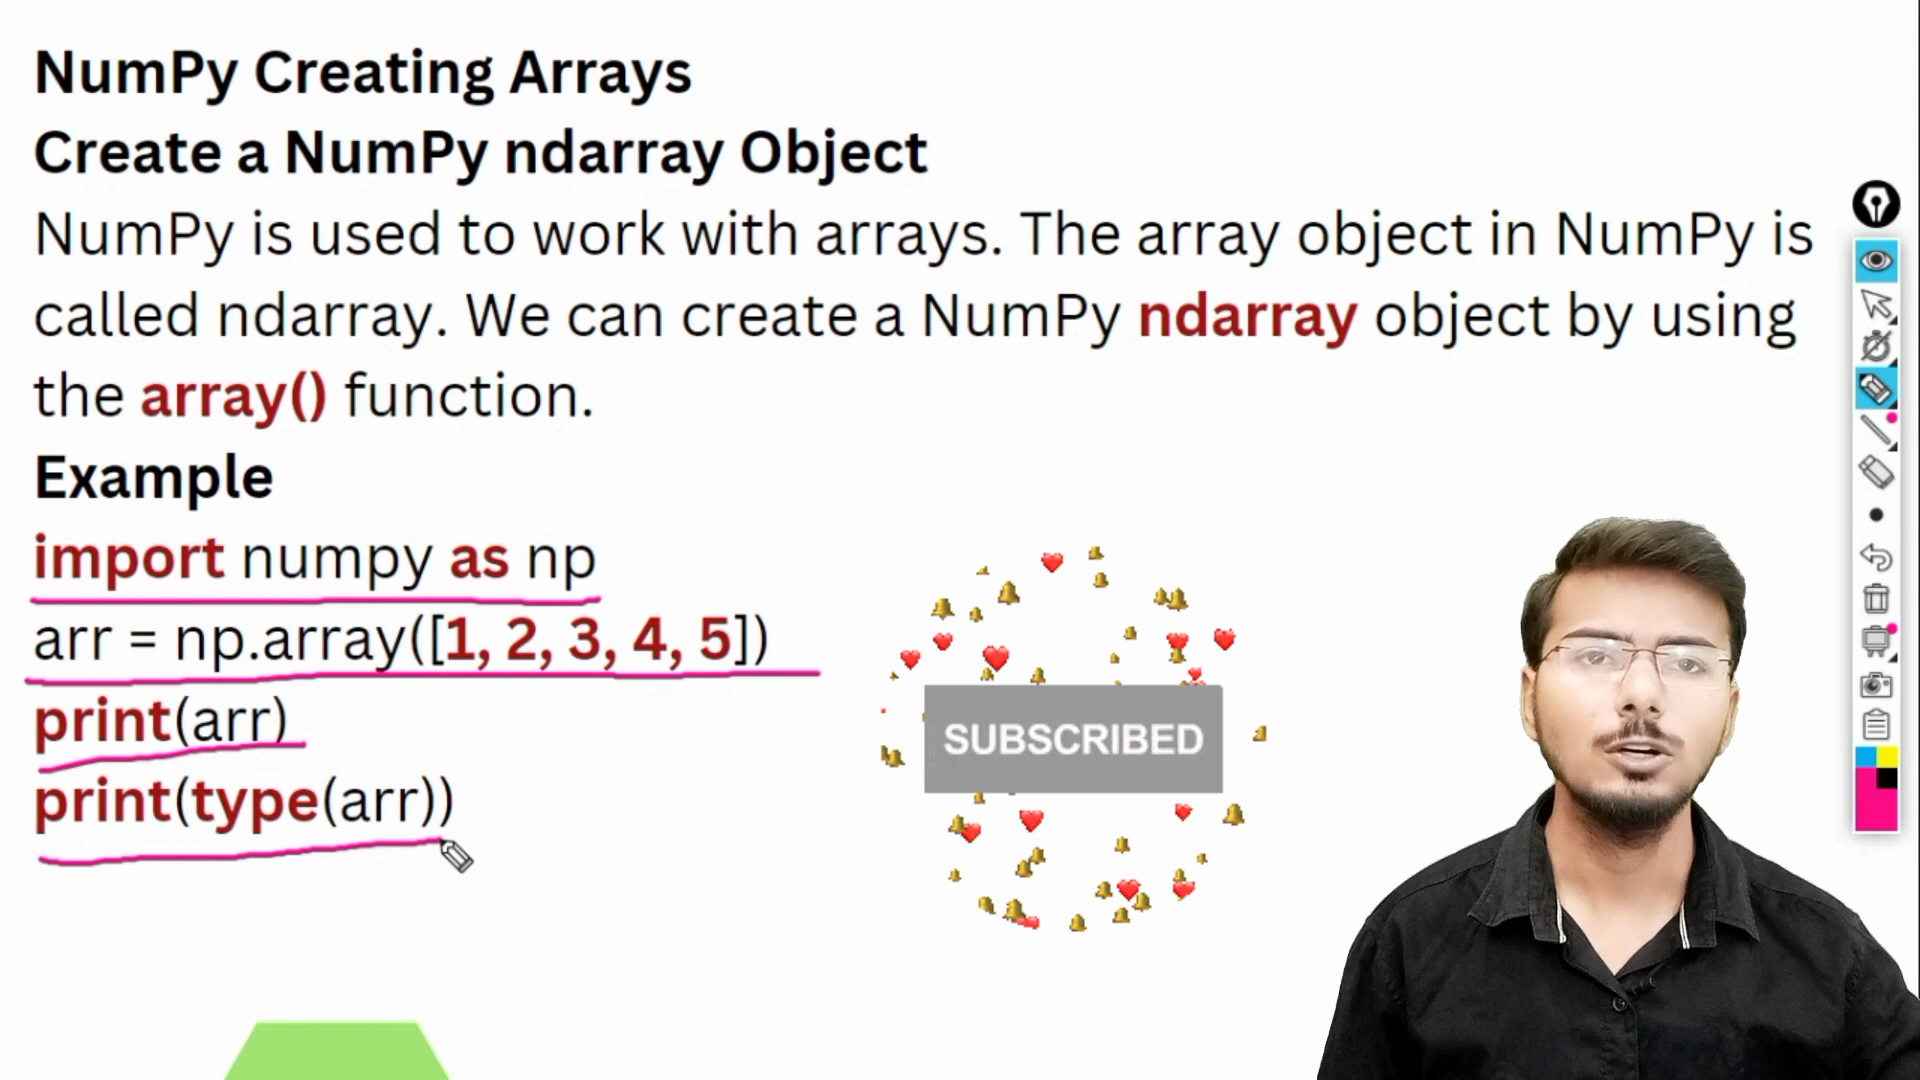 NumPy Creating Arrays
Create a NumPy ndarray Object
NumPy is used to work with arrays. The array object in NumPy is
called ndarray. We can create a NumPy ndarray object by using
the array() function.
Example
import numpy as np
arr = np.array([1, 2, 3, 4, 5])
print(arr)
print(type(arr))
SUBSCRIBED